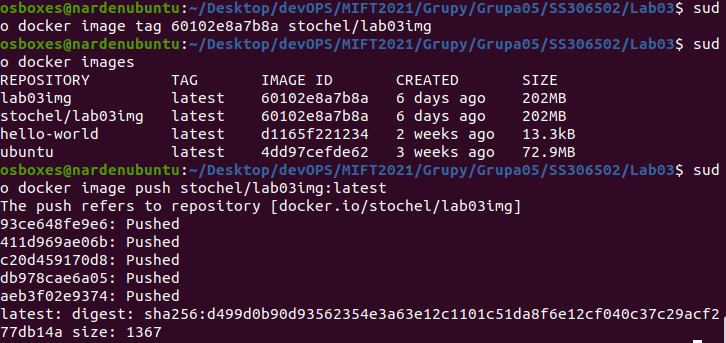 osboxes@nardenubuntu:~/Desktop/devOPS/MIFT2021/Grupy/Grupa05/SS306502/Lab03$ sud
o docker image tag 60102e8a7b8a stochel/lab03img
osboxes@nardenubuntu:~/Desktop/devOPS/MIFT2021/Grupy/Grupa05/SS306502/Lab03$ sud
o docker images
REPOSITORY TAG IMAGE ID CREATED SIZE
lab03img latest 60102e8a7b8a 6 days ago 202MB
stochel/lab03img latest 60102e8a7b8a 6 days ago 202MB
hello-world latest d1165f221234 2 weeks ago 13.3kB
ubuntu latest 4dd97cefde62 3 weeks ago 72.9MB
osboxes@nardenubuntu:~/Desktop/devOPS/MIFT2021/Grupy/Grupa05/SS306502/Lab03$ sud
o docker image push stochel/lab03img:latest
The push refers to repository [docker.io/stochel/lab03img]
93ce648fe9e6: Pushed
411d969ae06b: Pushed
c20d459170d8: Pushed
db978cae6a05: Pushed
aeb3f02e9374: Pushed
latest: digest: sha256:d499d0b90d93562354e3a63e12c1101c51da8f6e12cf040c37c29acf2
77db14a size: 1367